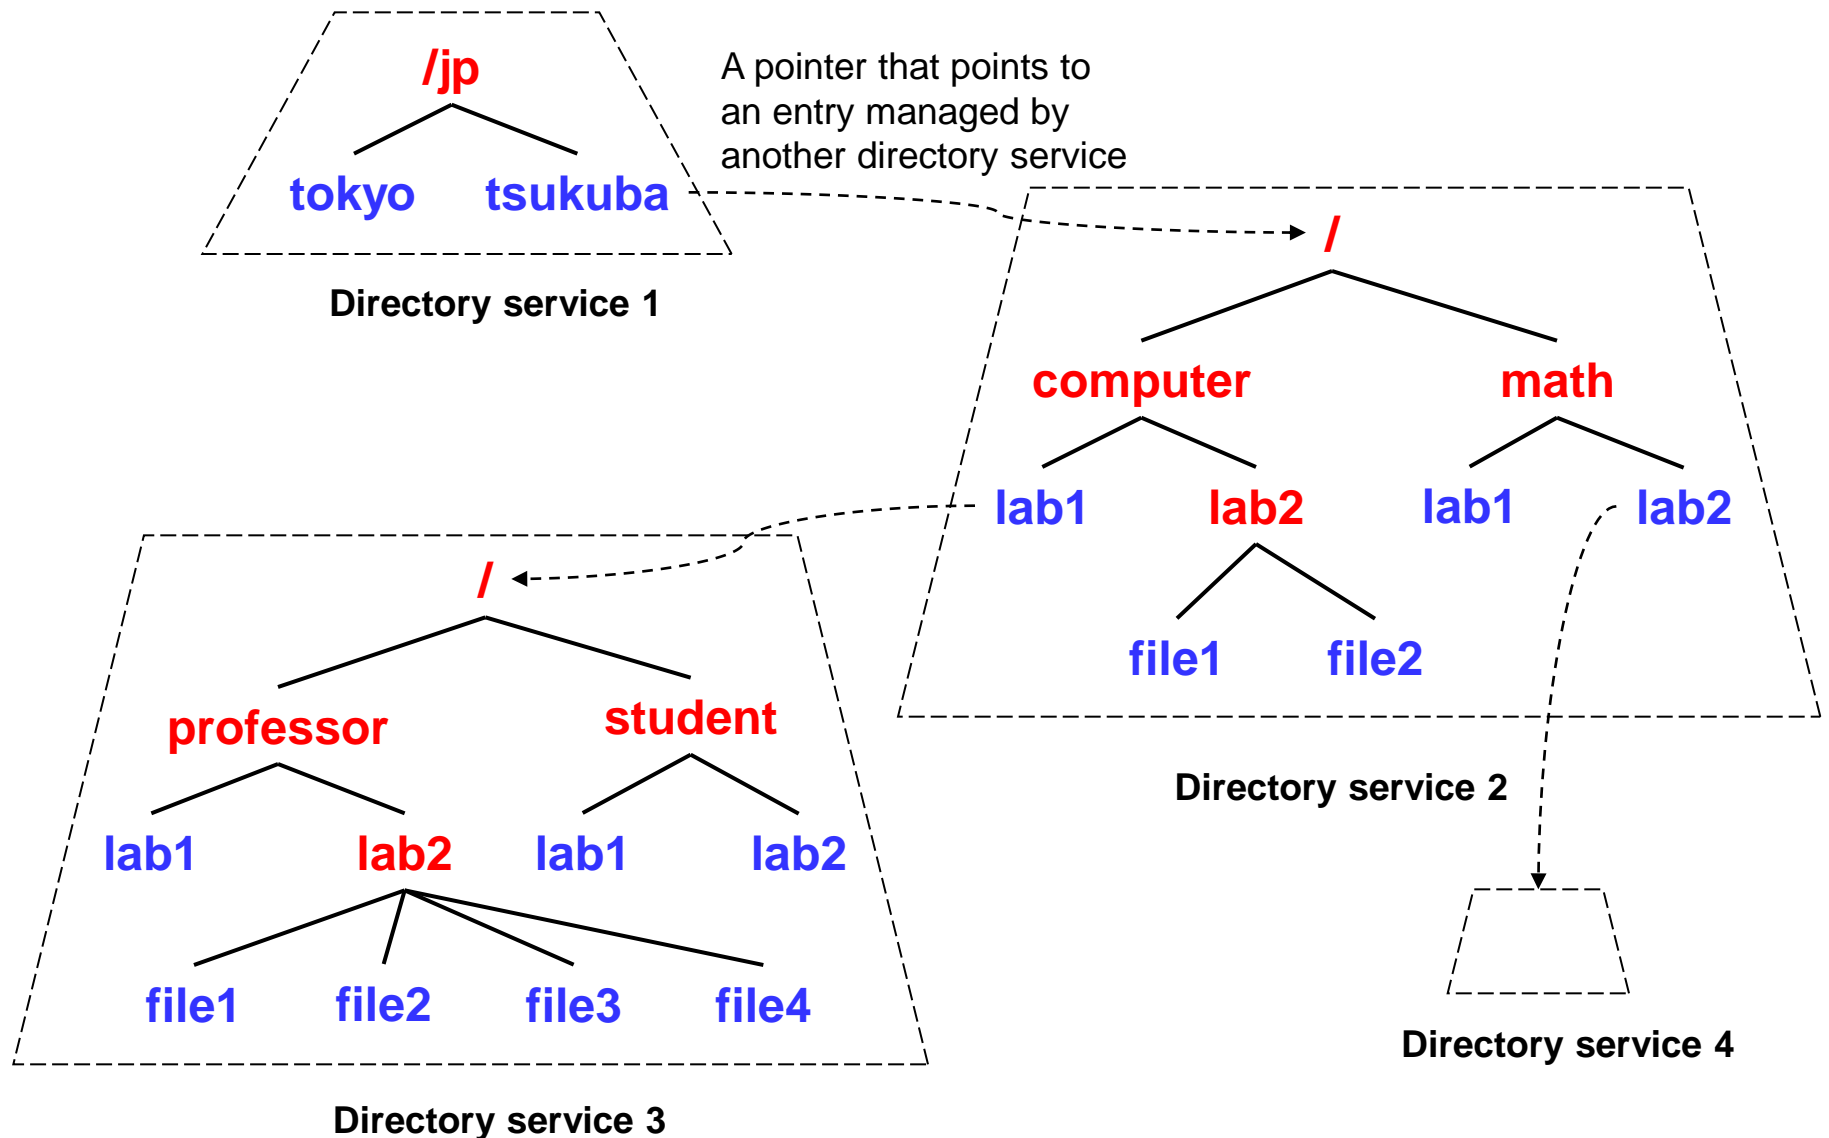 /jp
tokyo tsukuba
Directory service 1
A pointer that points to
an entry managed by
another directory service
/
computer math
lab1 lab2 lab1 lab2
file1 file2
Directory service 2
/
professor student
lab1 lab2 lab1 lab2
file1 file2 file3 file4
Directory service 3
Directory service 4